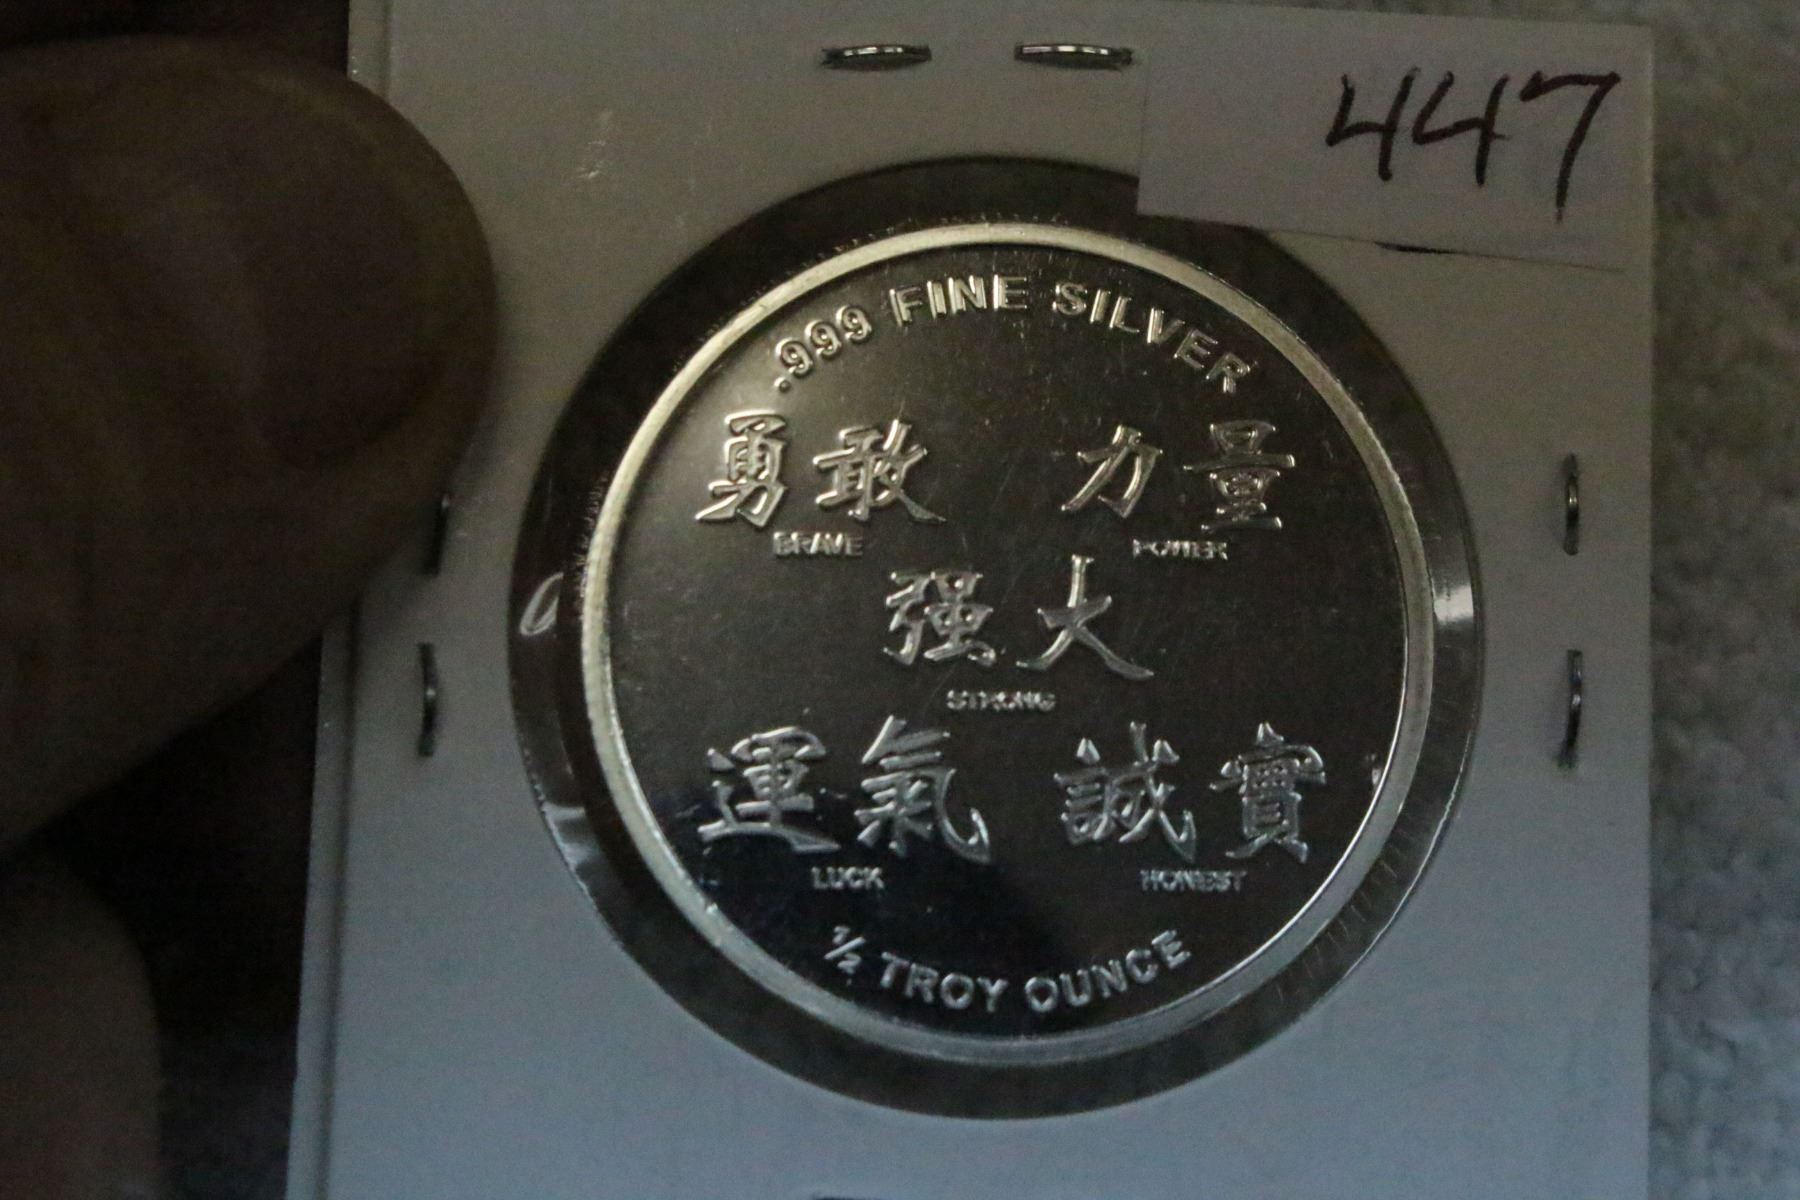 447
.999 FINE SILVER
勇敢 力量
BRAVE POWER
强大
STRONG
運氣 誠實
LUCK HONEST
½ TROY OUNCE